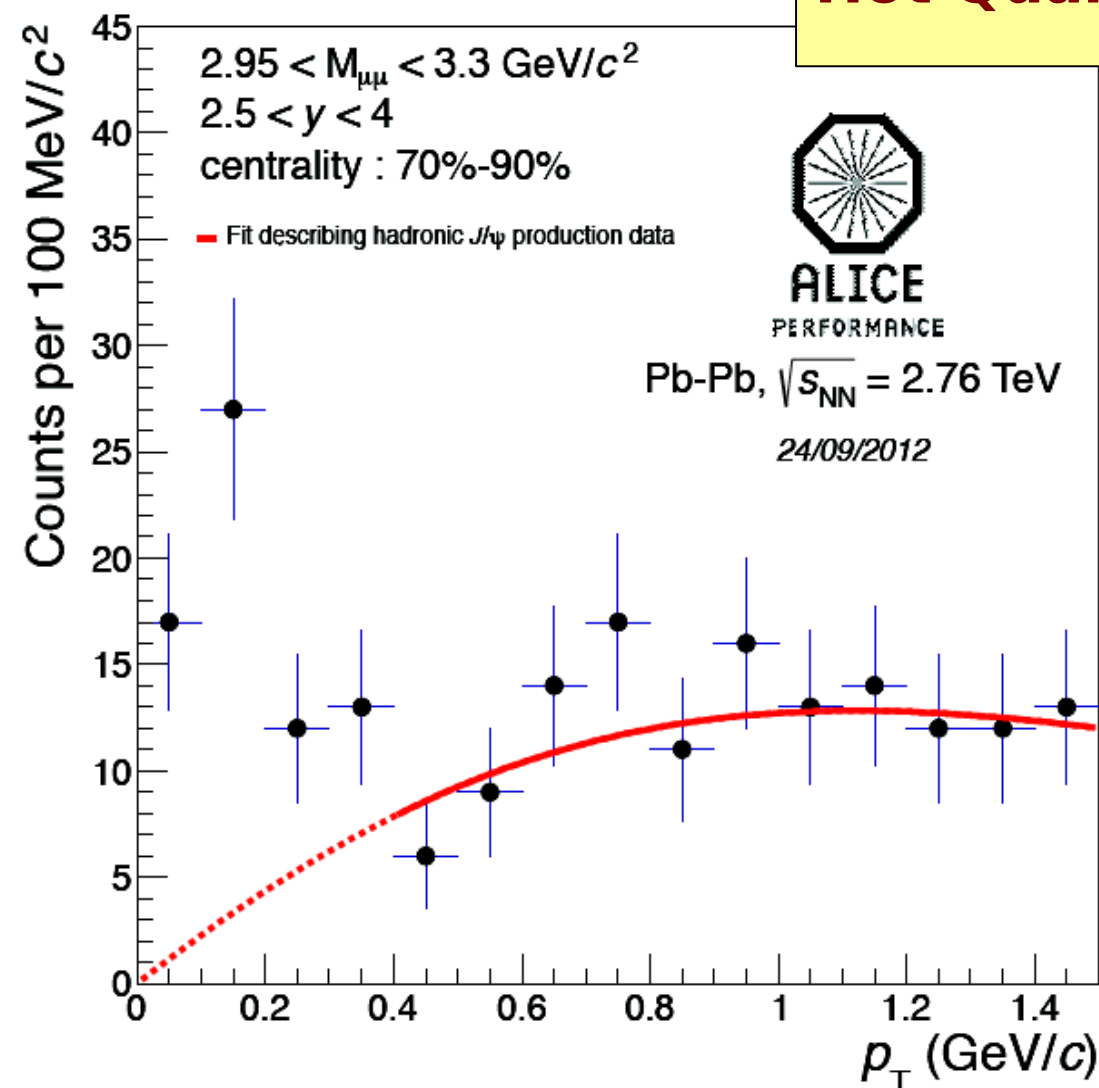 45
2.95 < Mμμ < 3.3 GeV/c²
2.5 < y < 4
centrality : 70%-90%
Fit describing hadronic J/ψ production data
ALICE
PERFORMANCE
Pb-Pb, √sNN = 2.76 TeV
24/09/2012
Counts per 100 MeV/c²
40
35
30
25
20
15
10
5
0
0 0.2 0.4 0.6 0.8 1 1.2 1.4
pT (GeV/c)